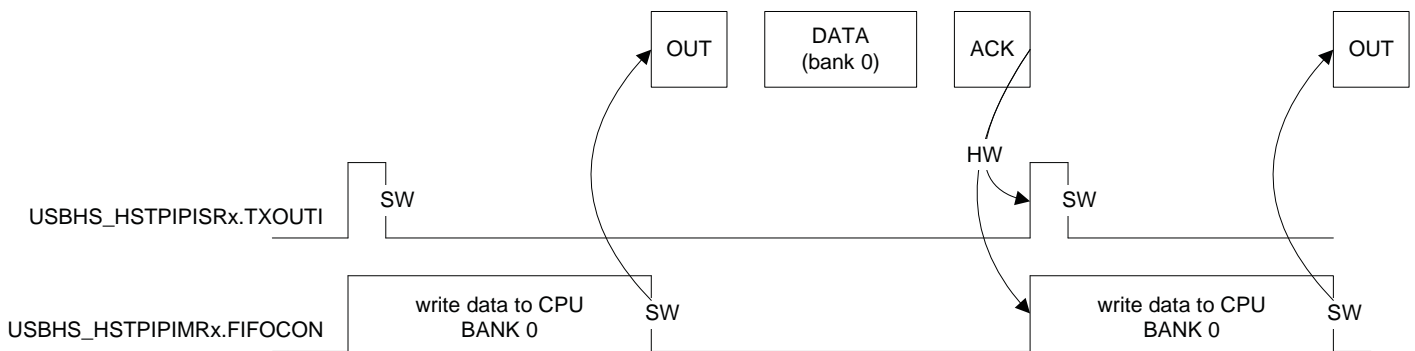 OUT
DATA
(bank 0)
ACK
OUT
HW
SW
SW
USBHS_HSTPIPISRx.TXOUTI
write data to CPU
BANK 0
SW
write data to CPU
BANK 0
SW
USBHS_HSTPIPIMRx.FIFOCON